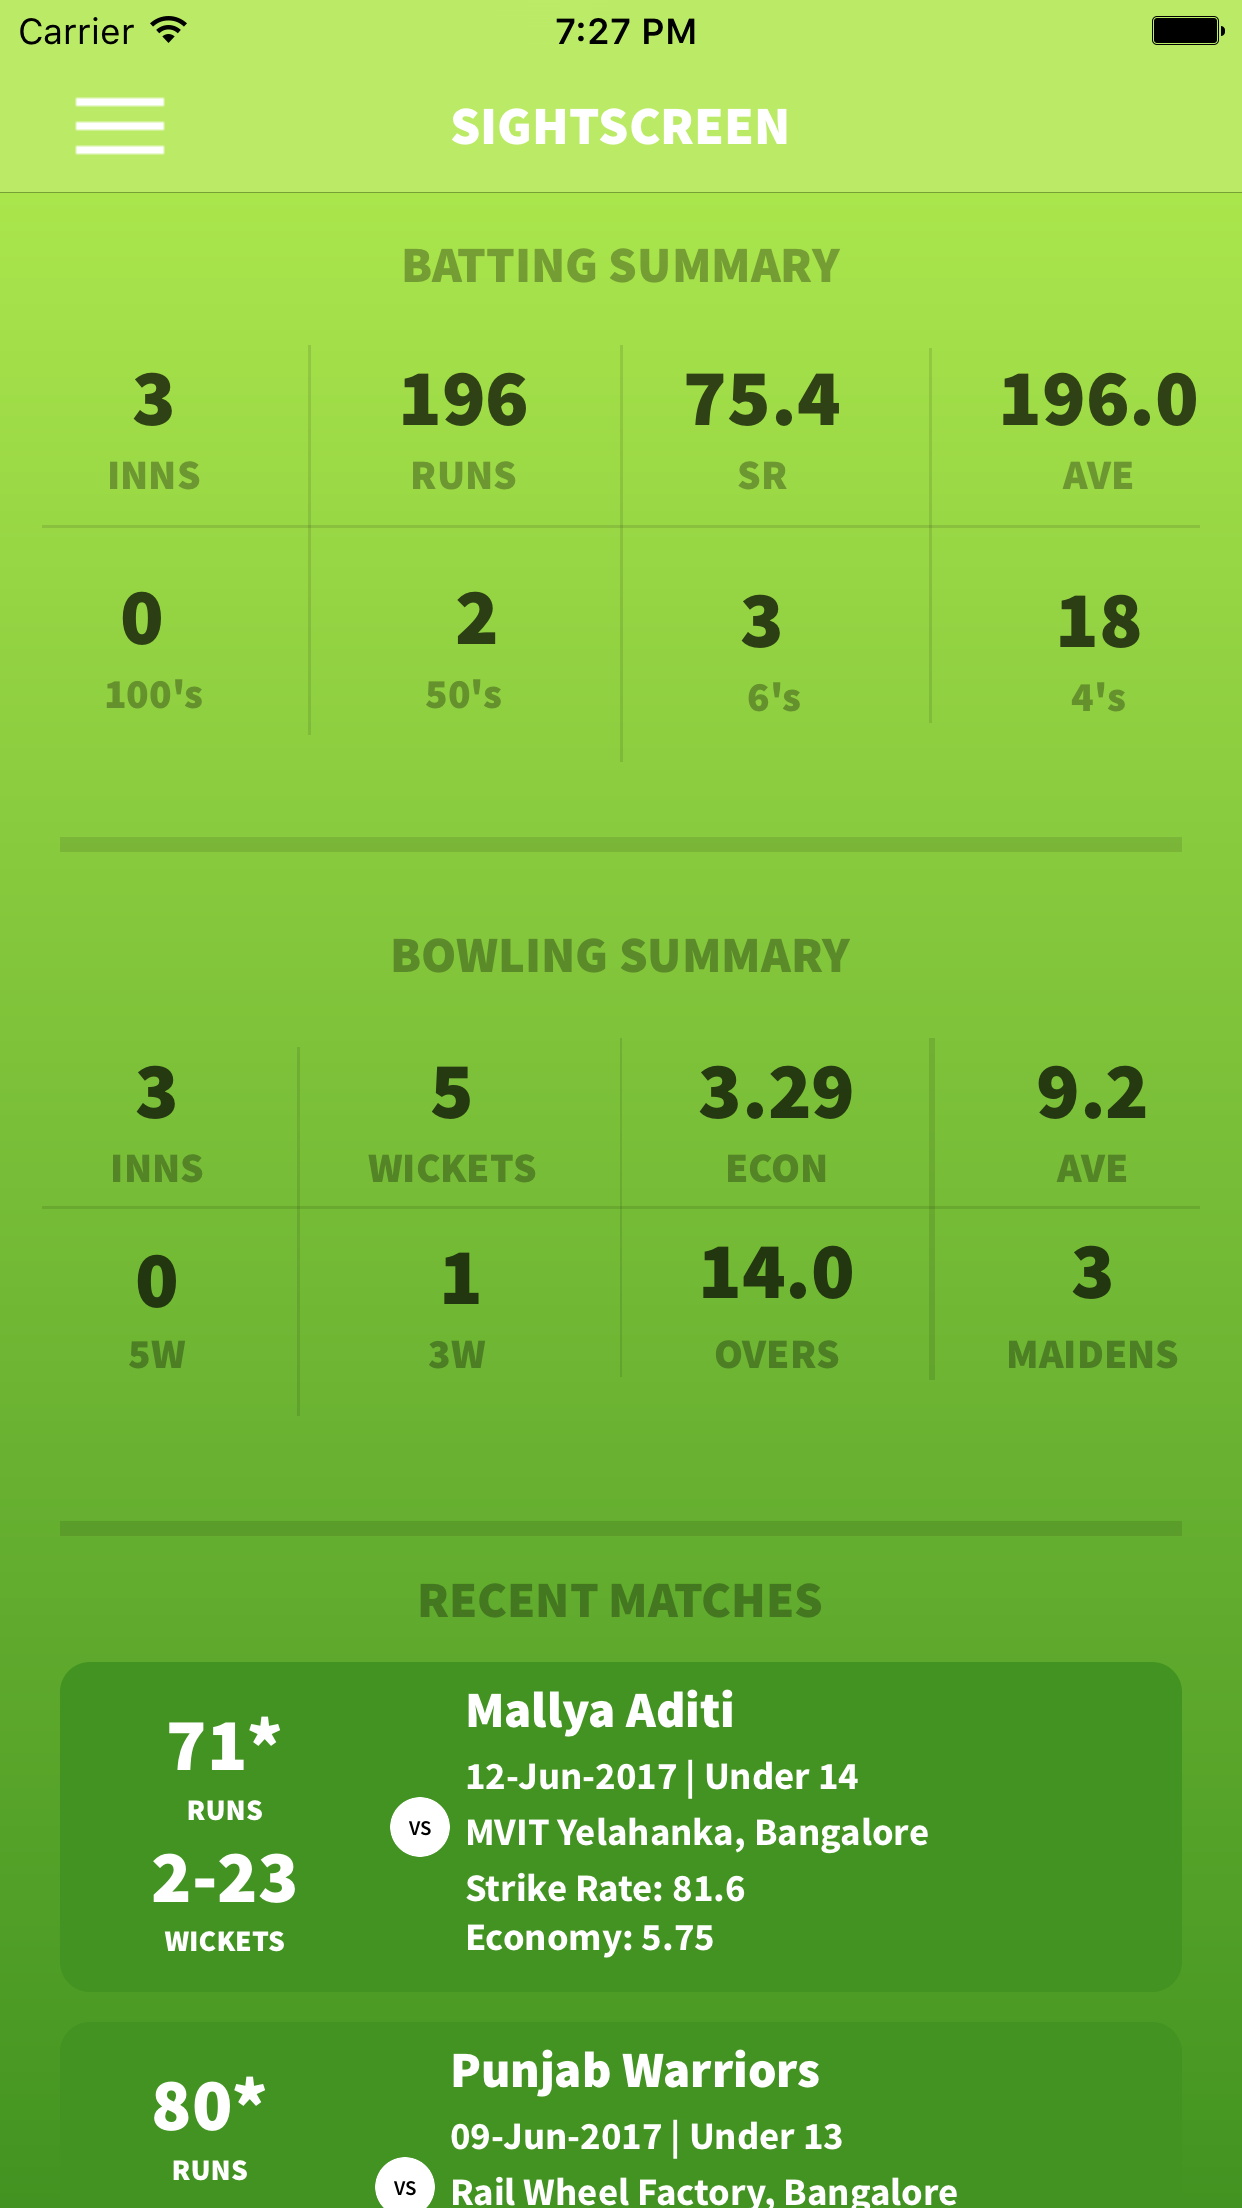 Carrier 7:27 PM
SIGHTSCREEN
BATTING SUMMARY
3 196 75.4 196.0
INNS RUNS SR AVE
0 2 3 18
100's 50's 6's 4's
BOWLING SUMMARY
3 5 3.29 9.2
INNS WICKETS ECON AVE
0 1 14.0 3
5W 3W OVERS MAIDENS
RECENT MATCHES
71*
RUNS
2-23
WICKETS
VS
Mallya Aditi
12-Jun-2017 | Under 14
MVIT Yelahanka, Bangalore
Strike Rate: 81.6
Economy: 5.75
80*
RUNS
VS
Punjab Warriors
09-Jun-2017 | Under 13
Rail Wheel Factory, Bangalore